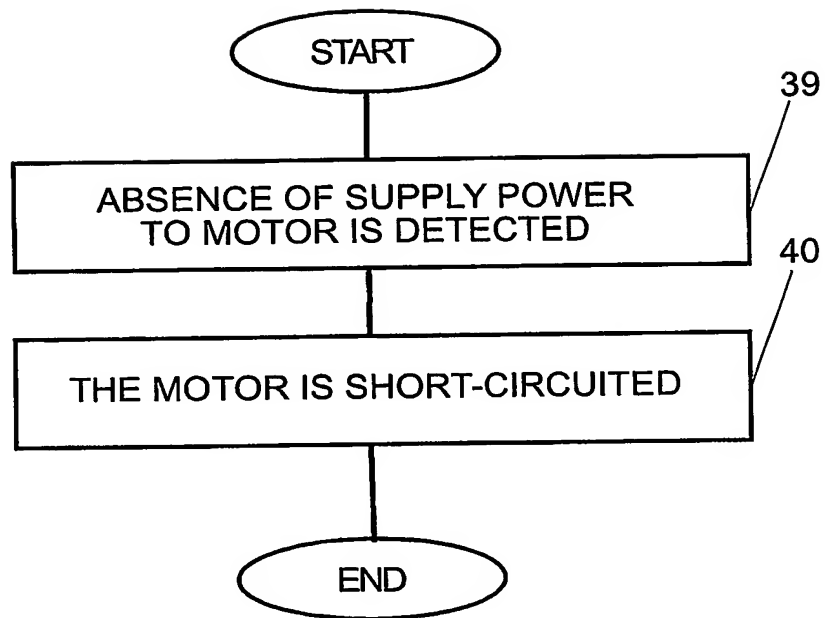 START
39
ABSENCE OF SUPPLY POWER
TO MOTOR IS DETECTED
40
THE MOTOR IS SHORT-CIRCUITED
END